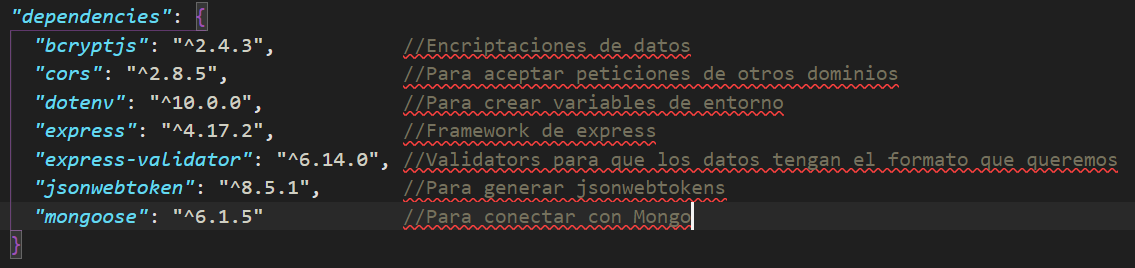 "dependencies": {
"bcryptjs": "^2.4.3", //Encriptaciones de datos
"cors": "^2.8.5", //Para aceptar peticiones de otros dominios
"dotenv": "^10.0.0", //Para crear variables de entorno
"express": "^4.17.2", //Framework de express
"express-validator": "^6.14.0", //Validators para que los datos tengan el formato que queremos
"jsonwebtoken": "^8.5.1", //Para generar jsonwebtokens
"mongoose": "^6.1.5" //Para conectar con Mongo
}